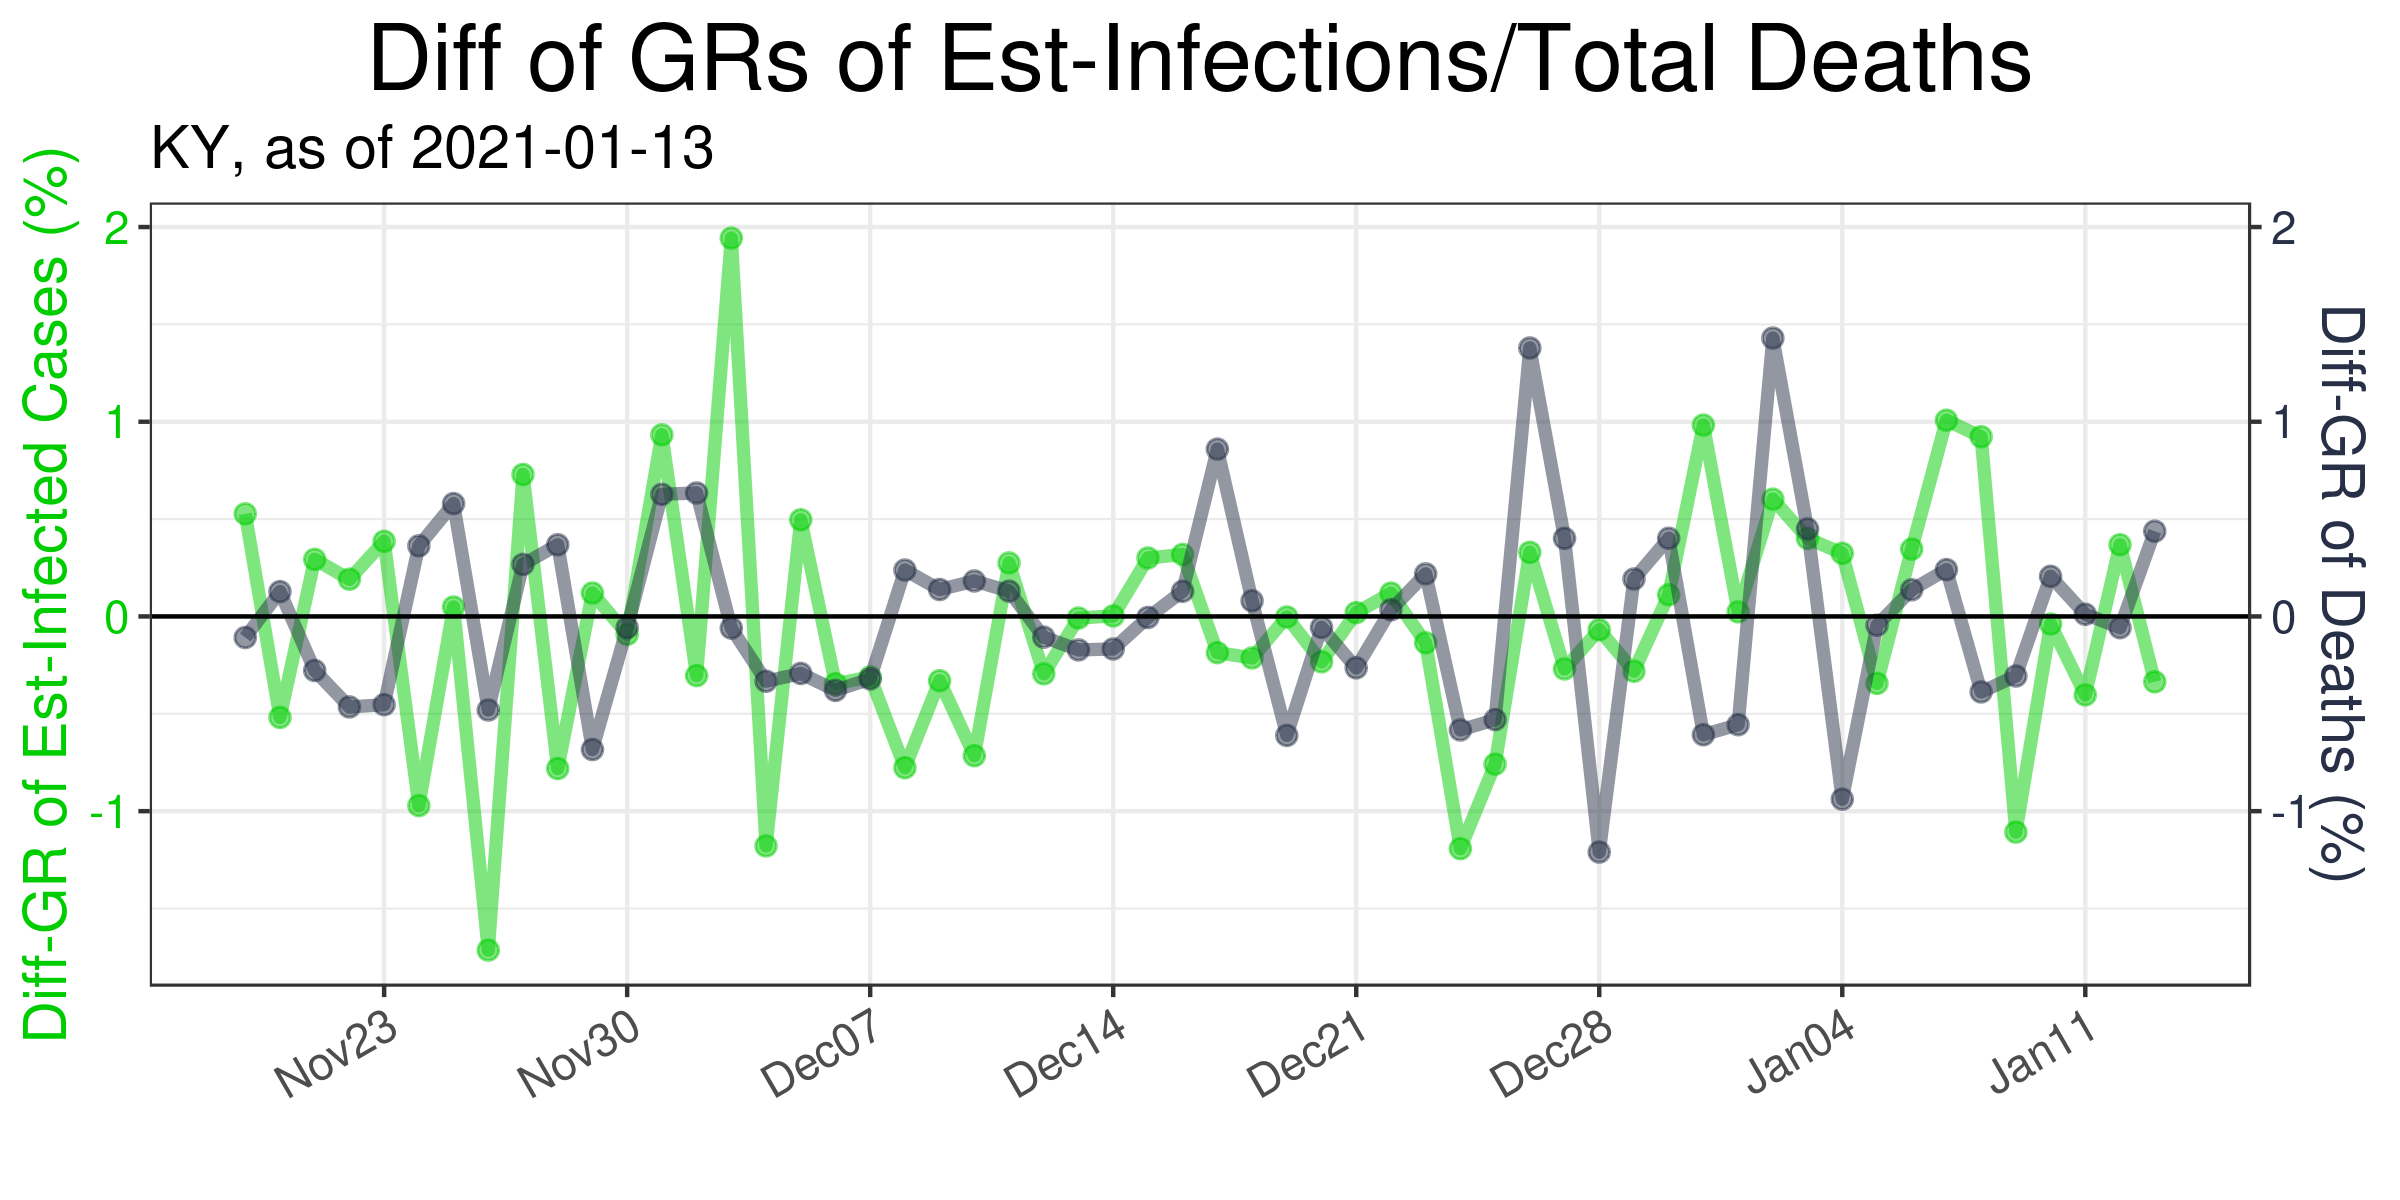 Diff of GRs of Est-Infections/Total Deaths
KY, as of 2021-01-13
Diff-GR of Est-Infected Cases (%)
2
1
0
-1
2
1
0
-1
Diff-GR of Deaths (%)
Nov23
Nov30
Dec07
Dec14
Dec21
Dec28
Jan04
Jan11